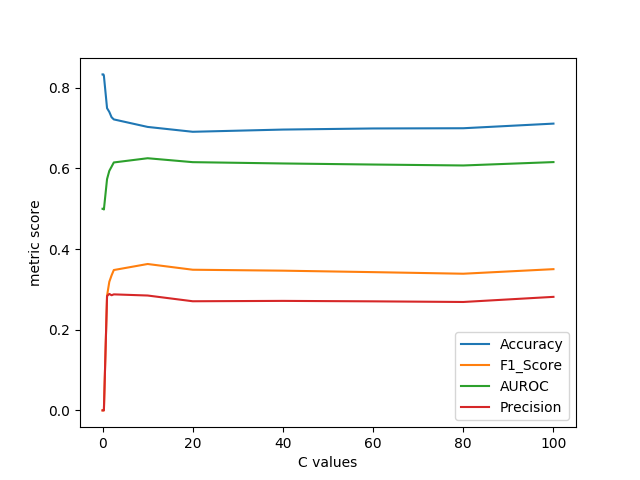 0.8
0.6
0.4
0.2
0.0
metric score
Accuracy
F1_Score
AUROC
Precision
0 20 40 60 80 100
C values